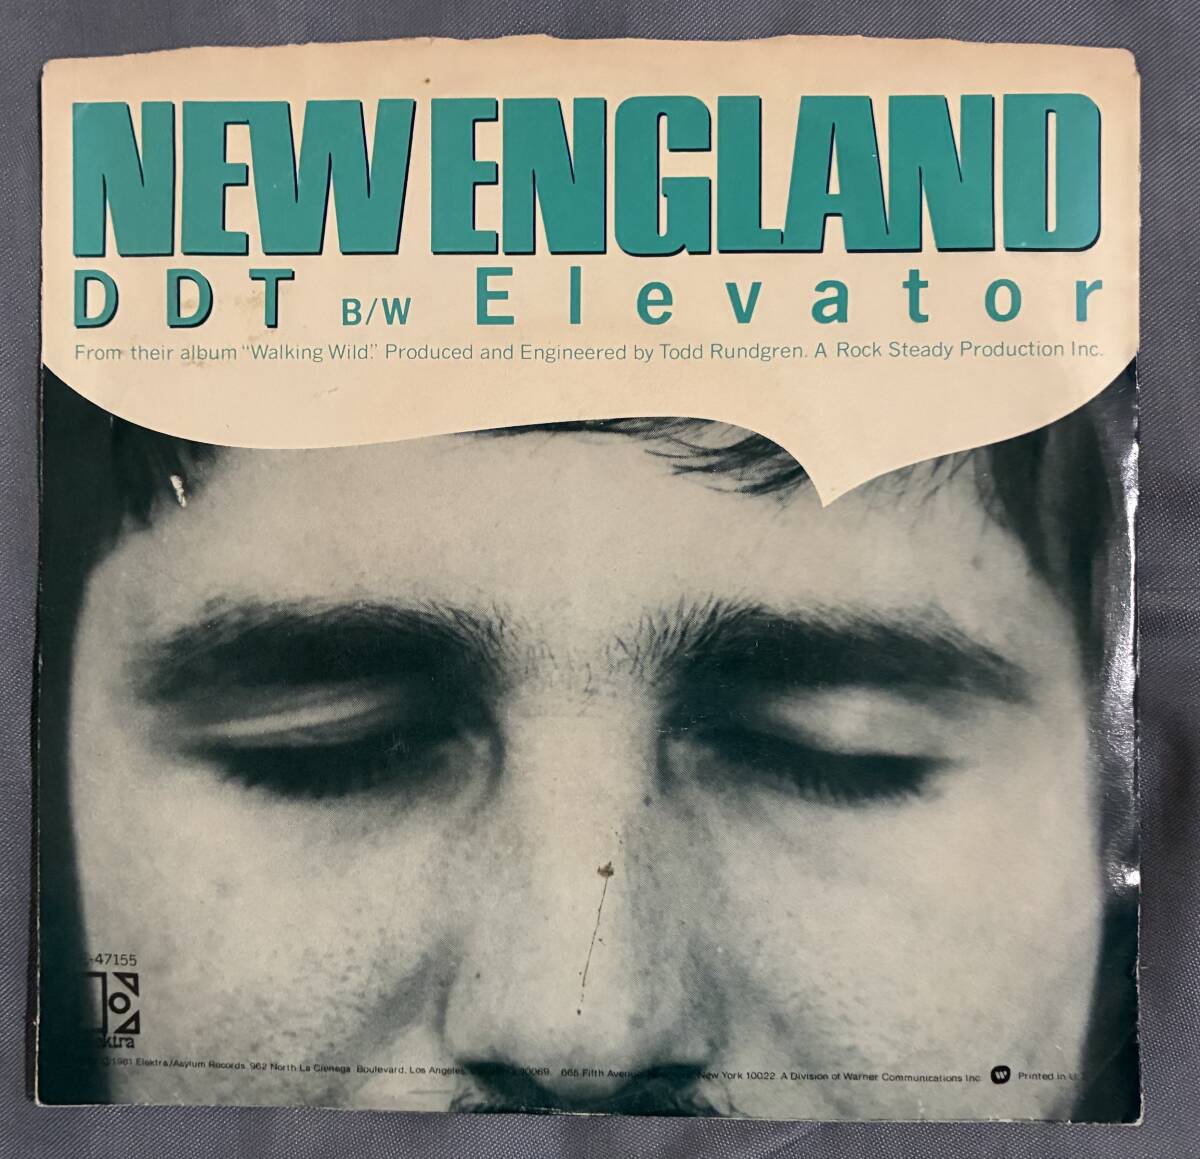 NEW ENGLAND
DDT B/W Elevator
From their album "Walking Wild." Produced and Engineered by Todd Rundgren. A Rock Steady Production Inc.
-47155
ktra
1981 Elektra/Asylum Records. 962 North La Cienega Boulevard, Los Angeles, 90069. 665 Fifth Avenue, New York 10022. A Division of Warner Communications Inc. Printed in U.